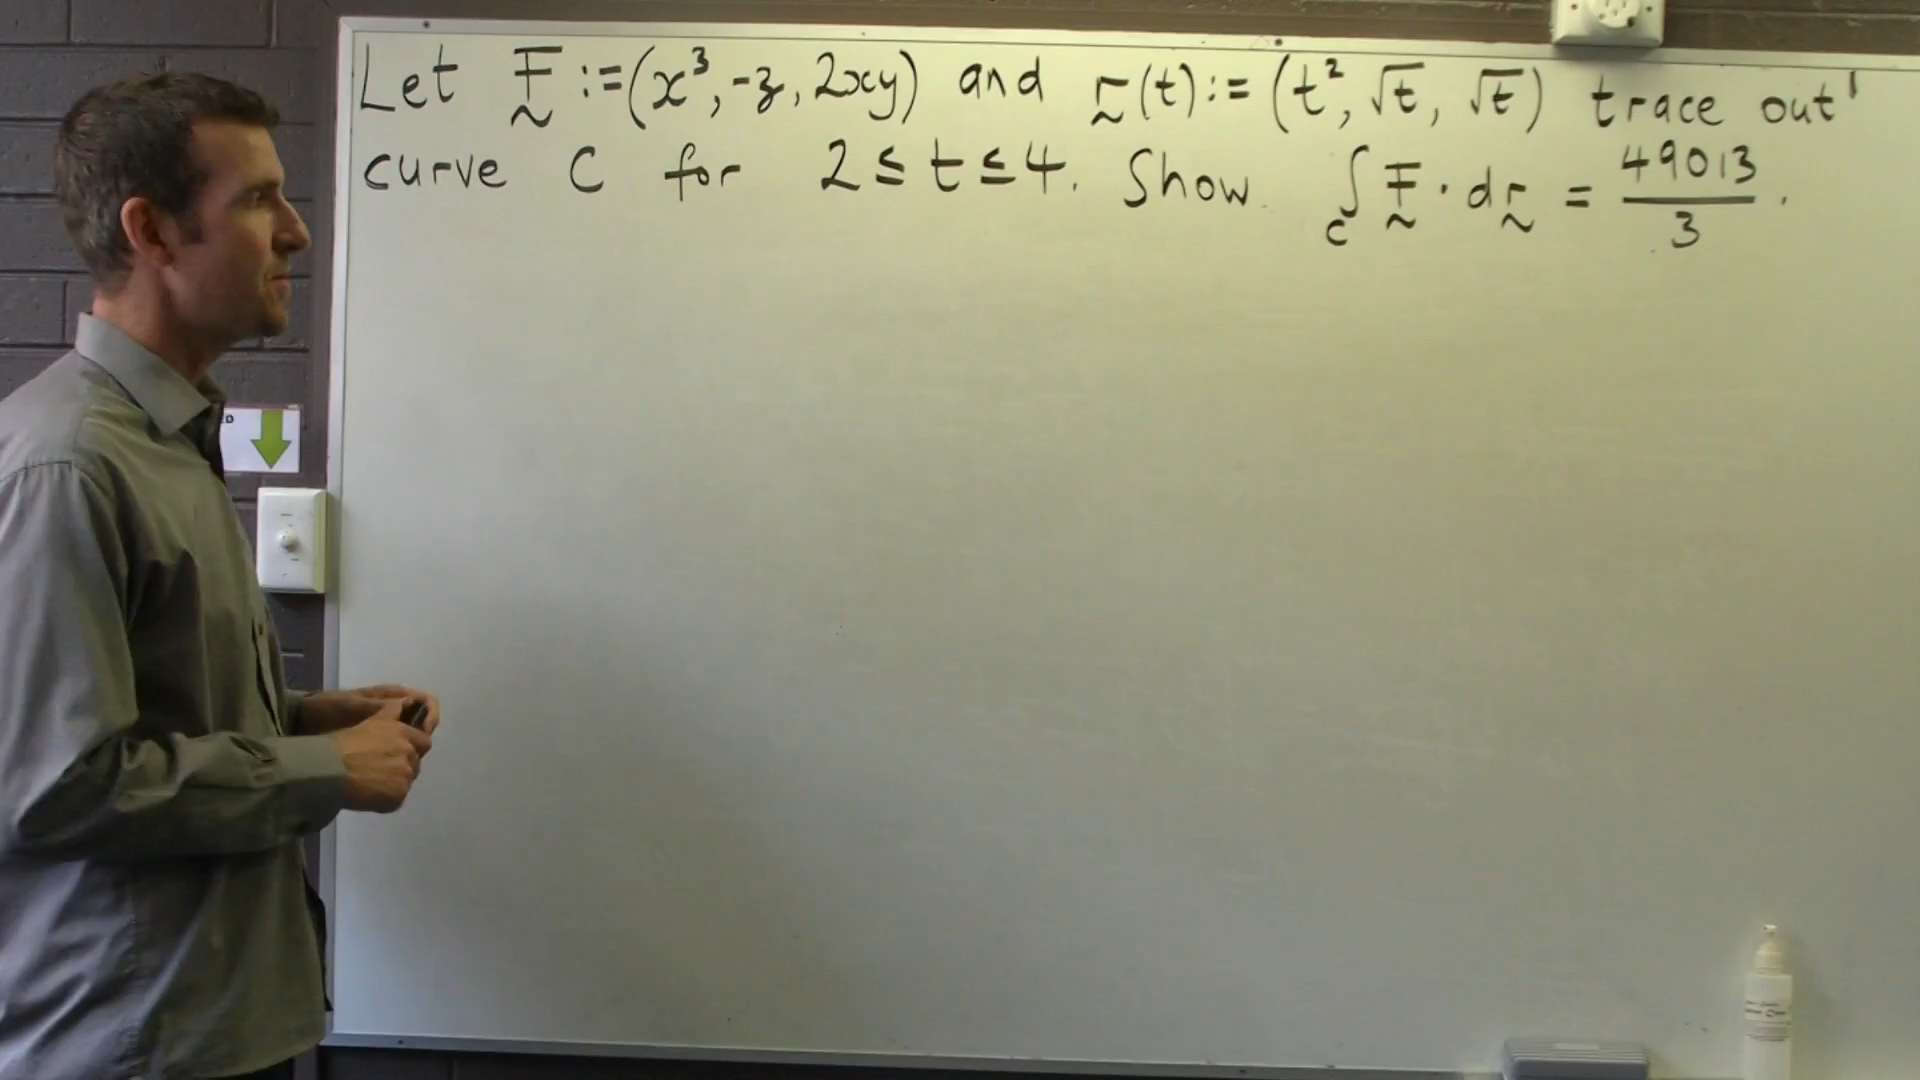 Let F̰ := (x³, -z, 2xy) and r̰(t) := (t², √t, √t) trace out
curve C for 2 ≤ t ≤ 4. Show ∫_C F̰ · dr̰ = 49013/3.